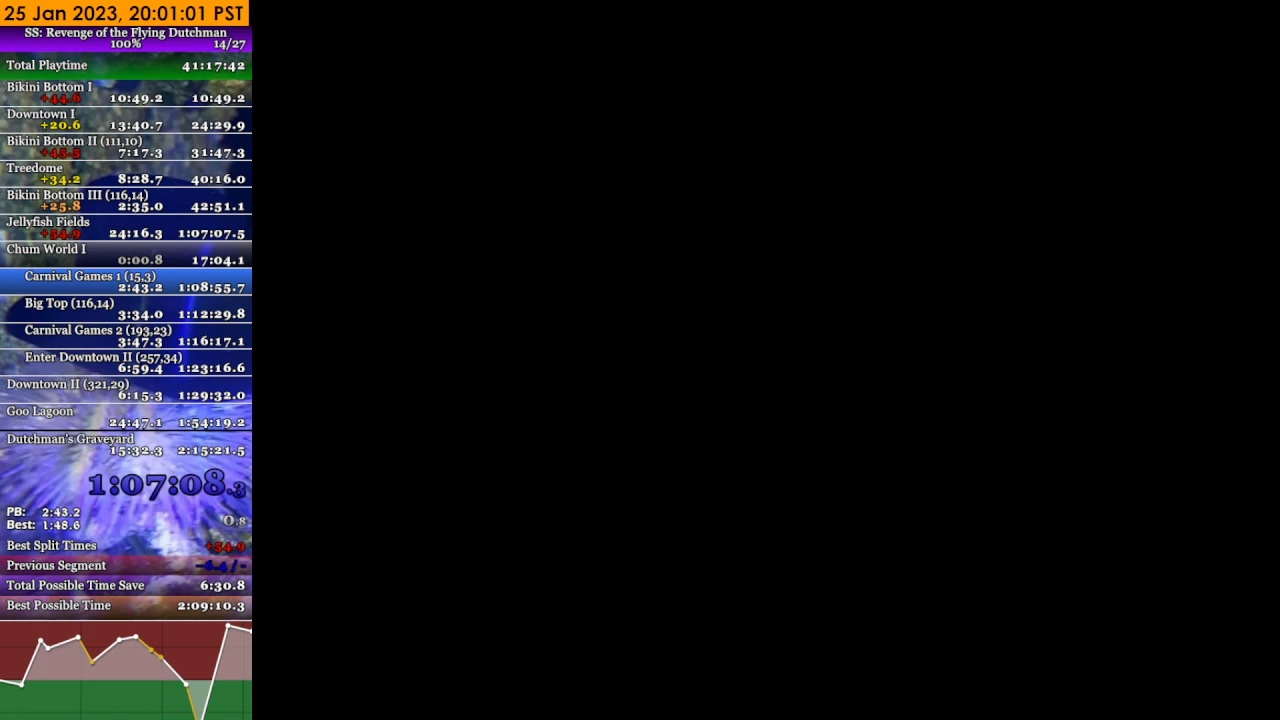 25 Jan 2023, 20:01:01 PST
SS: Revenge of the Flying Dutchman
100% 14/27
Total Playtime 41:17:42
Bikini Bottom I
+44.6 10:49.2 10:49.2
Downtown I
+20.6 13:40.7 24:29.9
Bikini Bottom II (111,10)
+45.5 7:17.3 31:47.3
Treedome
+34.2 8:28.7 40:16.0
Bikini Bottom III (116,14)
+25.8 2:35.0 42:51.1
Jellyfish Fields
+54.9 24:16.3 1:07:07.5
Chum World I
0:00.8 17:04.1
Carnival Games 1 (15,3)
2:43.2 1:08:55.7
Big Top (116,14)
3:34.0 1:12:29.8
Carnival Games 2 (193,23)
3:47.3 1:16:17.1
Enter Downtown II (257,34)
6:59.4 1:23:16.6
Downtown II (321,29)
6:15.3 1:29:32.0
Goo Lagoon
24:47.1 1:54:19.2
Dutchman's Graveyard
15:32.3 2:15:21.5
1:07:08.3
PB: 2:43.2
Best: 1:48.6 0.8
Best Split Times +54.9
Previous Segment -6.4 / -
Total Possible Time Save 6:30.8
Best Possible Time 2:09:10.3